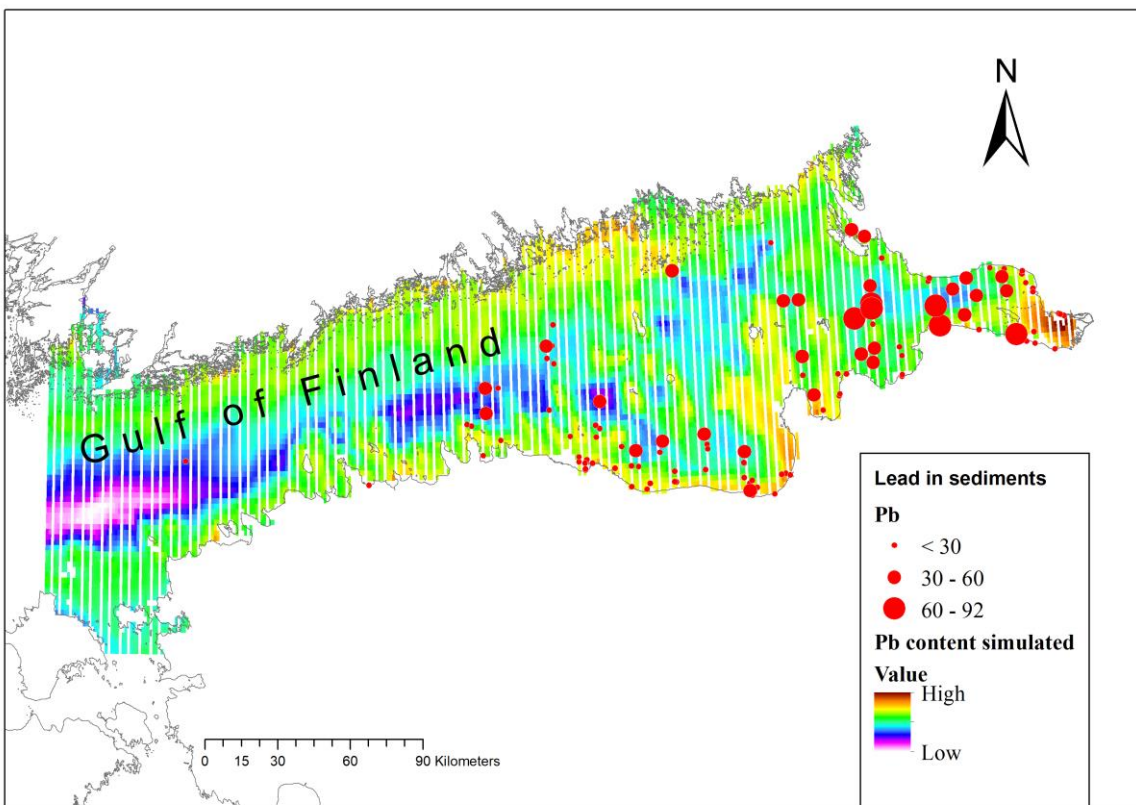 N
Gulf of Finland
Lead in sediments
Pb
< 30
30 - 60
60 - 92
Pb content simulated
Value
High
Low
0 15 30 60 90 Kilometers